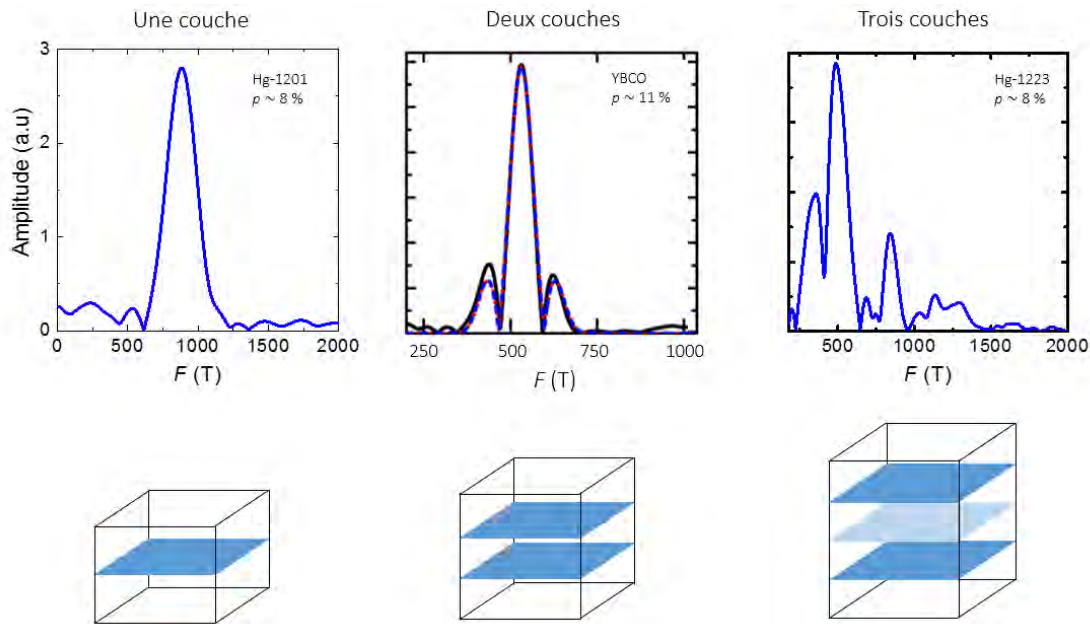 Une couche
Deux couches
Trois couches
Amplitude (a.u)
3
2
1
0
Hg-1201
p ~ 8 %
0 500 1000 1500 2000
F (T)
YBCO
p ~ 11 %
250 500 750 1000
F (T)
Hg-1223
p ~ 8 %
500 1000 1500 2000
F (T)